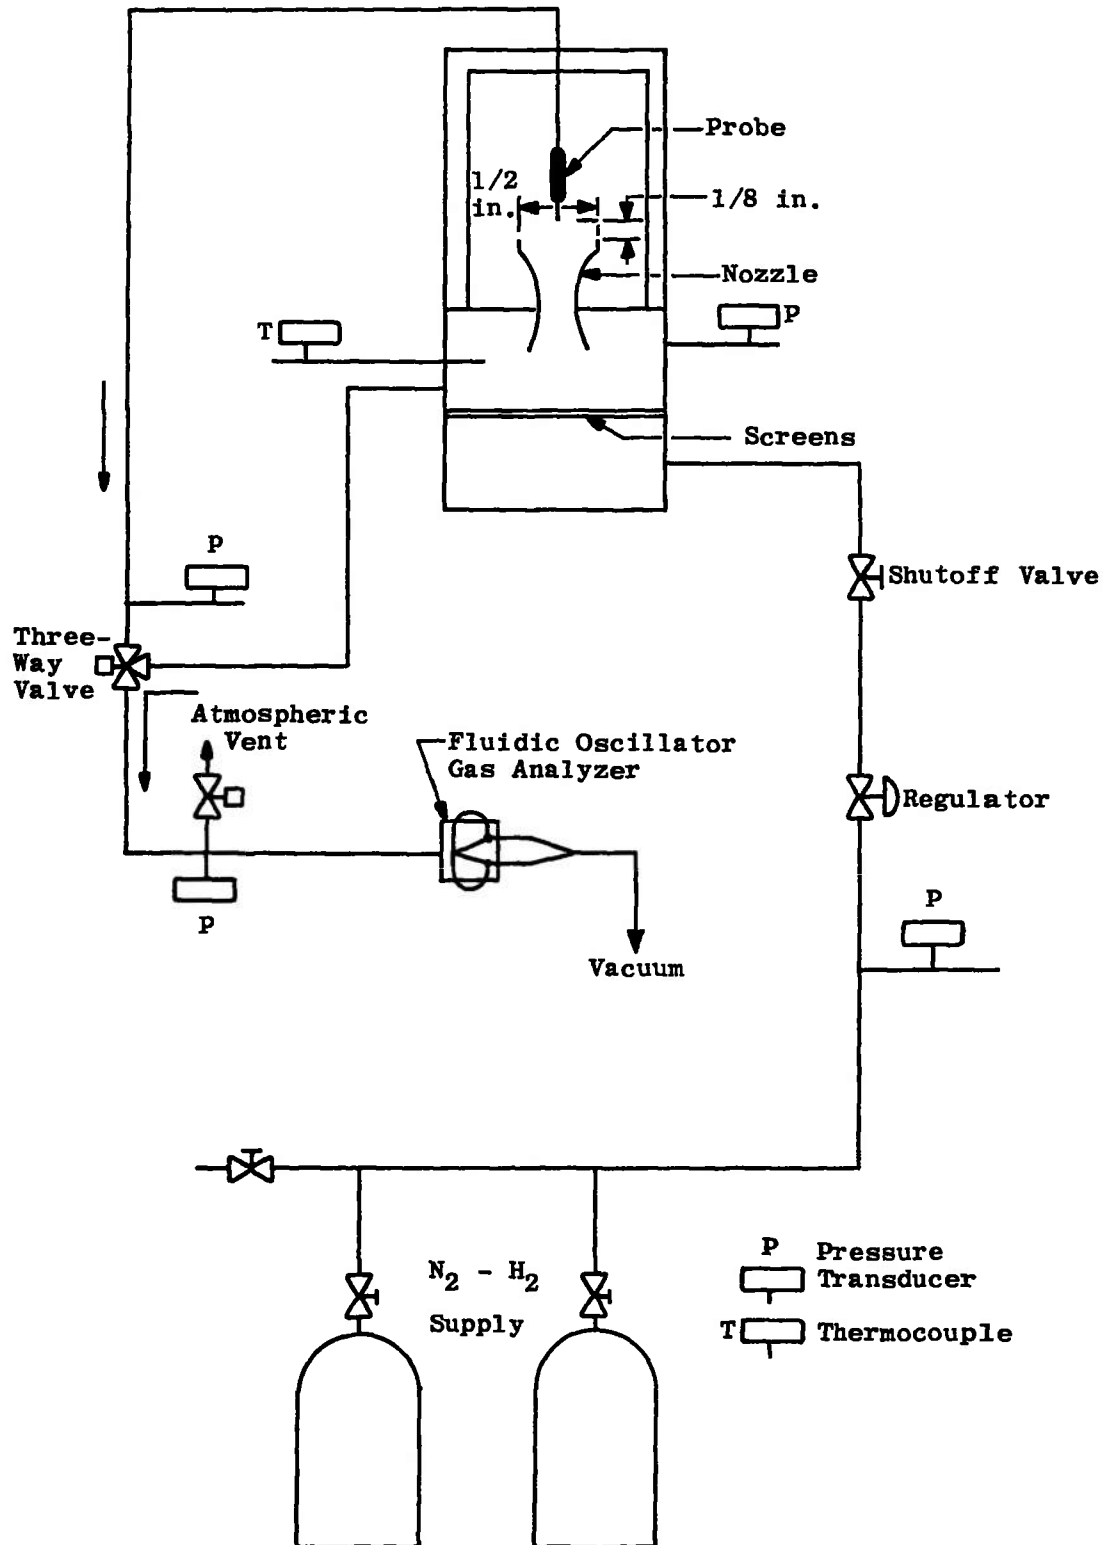 Probe
1/2
in.
1/8 in.
Nozzle
T
P
Screens
P
Shutoff Valve
Three-
Way
Valve
Atmospheric
Vent
Fluidic Oscillator
Gas Analyzer
Regulator
P
P
Vacuum
N2 - H2
Supply
P
Pressure
Transducer
T
Thermocouple